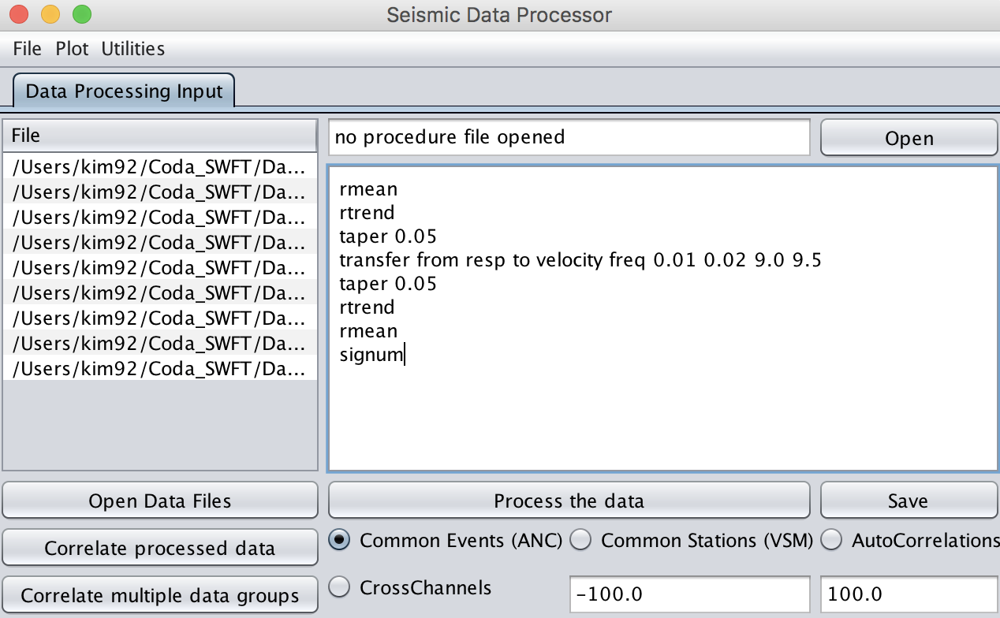 Seismic Data Processor
File Plot Utilities
Data Processing Input
File
/Users/kim92/Coda_SWFT/Da...
/Users/kim92/Coda_SWFT/Da...
/Users/kim92/Coda_SWFT/Da...
/Users/kim92/Coda_SWFT/Da...
/Users/kim92/Coda_SWFT/Da...
/Users/kim92/Coda_SWFT/Da...
/Users/kim92/Coda_SWFT/Da...
/Users/kim92/Coda_SWFT/Da...
/Users/kim92/Coda_SWFT/Da...
no procedure file opened
Open
rmean
rtrend
taper 0.05
transfer from resp to velocity freq 0.01 0.02 9.0 9.5
taper 0.05
rtrend
rmean
signum
Open Data Files
Process the data
Save
Correlate processed data
Common Events (ANC)
Common Stations (VSM)
AutoCorrelations
Correlate multiple data groups
CrossChannels
-100.0
100.0